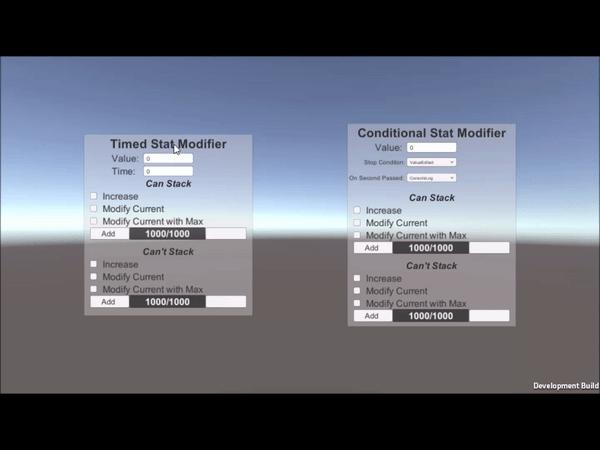 Timed Stat Modifier
Value: 0
Time: 0
Can Stack
Increase
Modify Current
Modify Current with Max
Add 1000/1000
Can't Stack
Increase
Modify Current
Modify Current with Max
Add 1000/1000
Conditional Stat Modifier
Value: 0
Stop Condition:
On Second Passed:
Can Stack
Increase
Modify Current
Modify Current with Max
Add 1000/1000
Can't Stack
Increase
Modify Current
Modify Current with Max
Add 1000/1000
Development Build